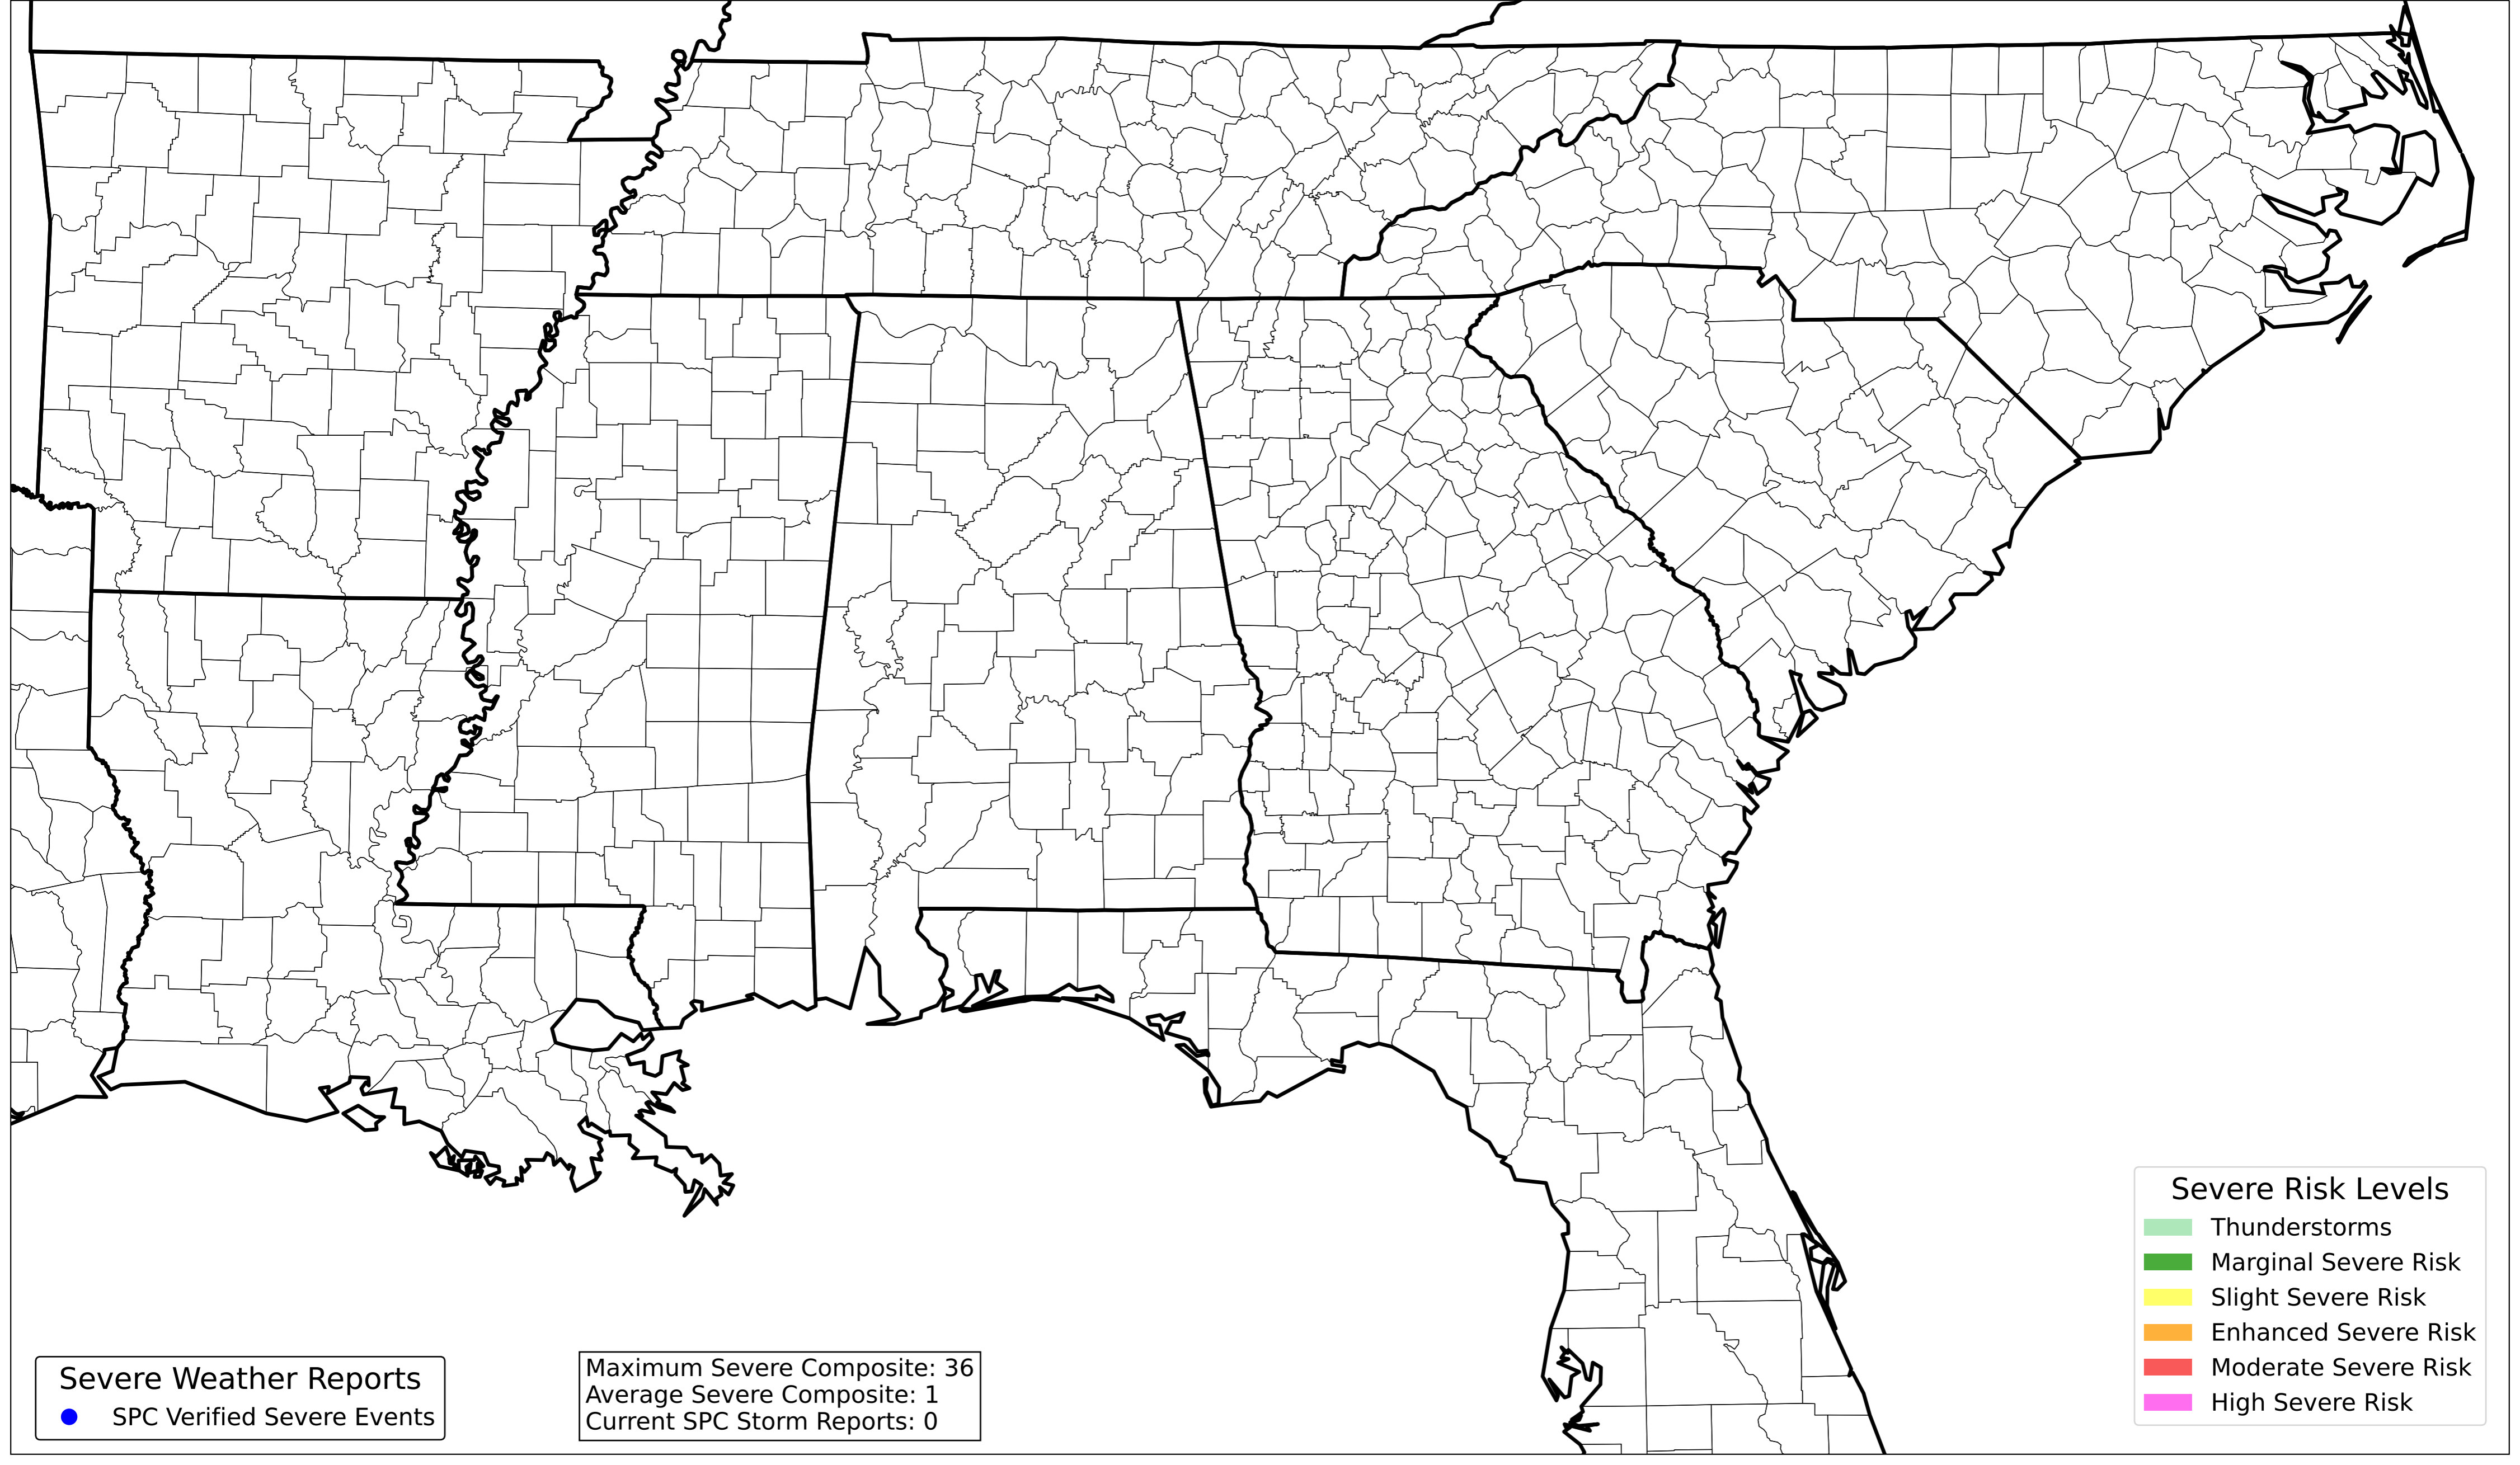 Severe Weather Reports
SPC Verified Severe Events
Maximum Severe Composite: 36
Average Severe Composite: 1
Current SPC Storm Reports: 0
Severe Risk Levels
Thunderstorms
Marginal Severe Risk
Slight Severe Risk
Enhanced Severe Risk
Moderate Severe Risk
High Severe Risk